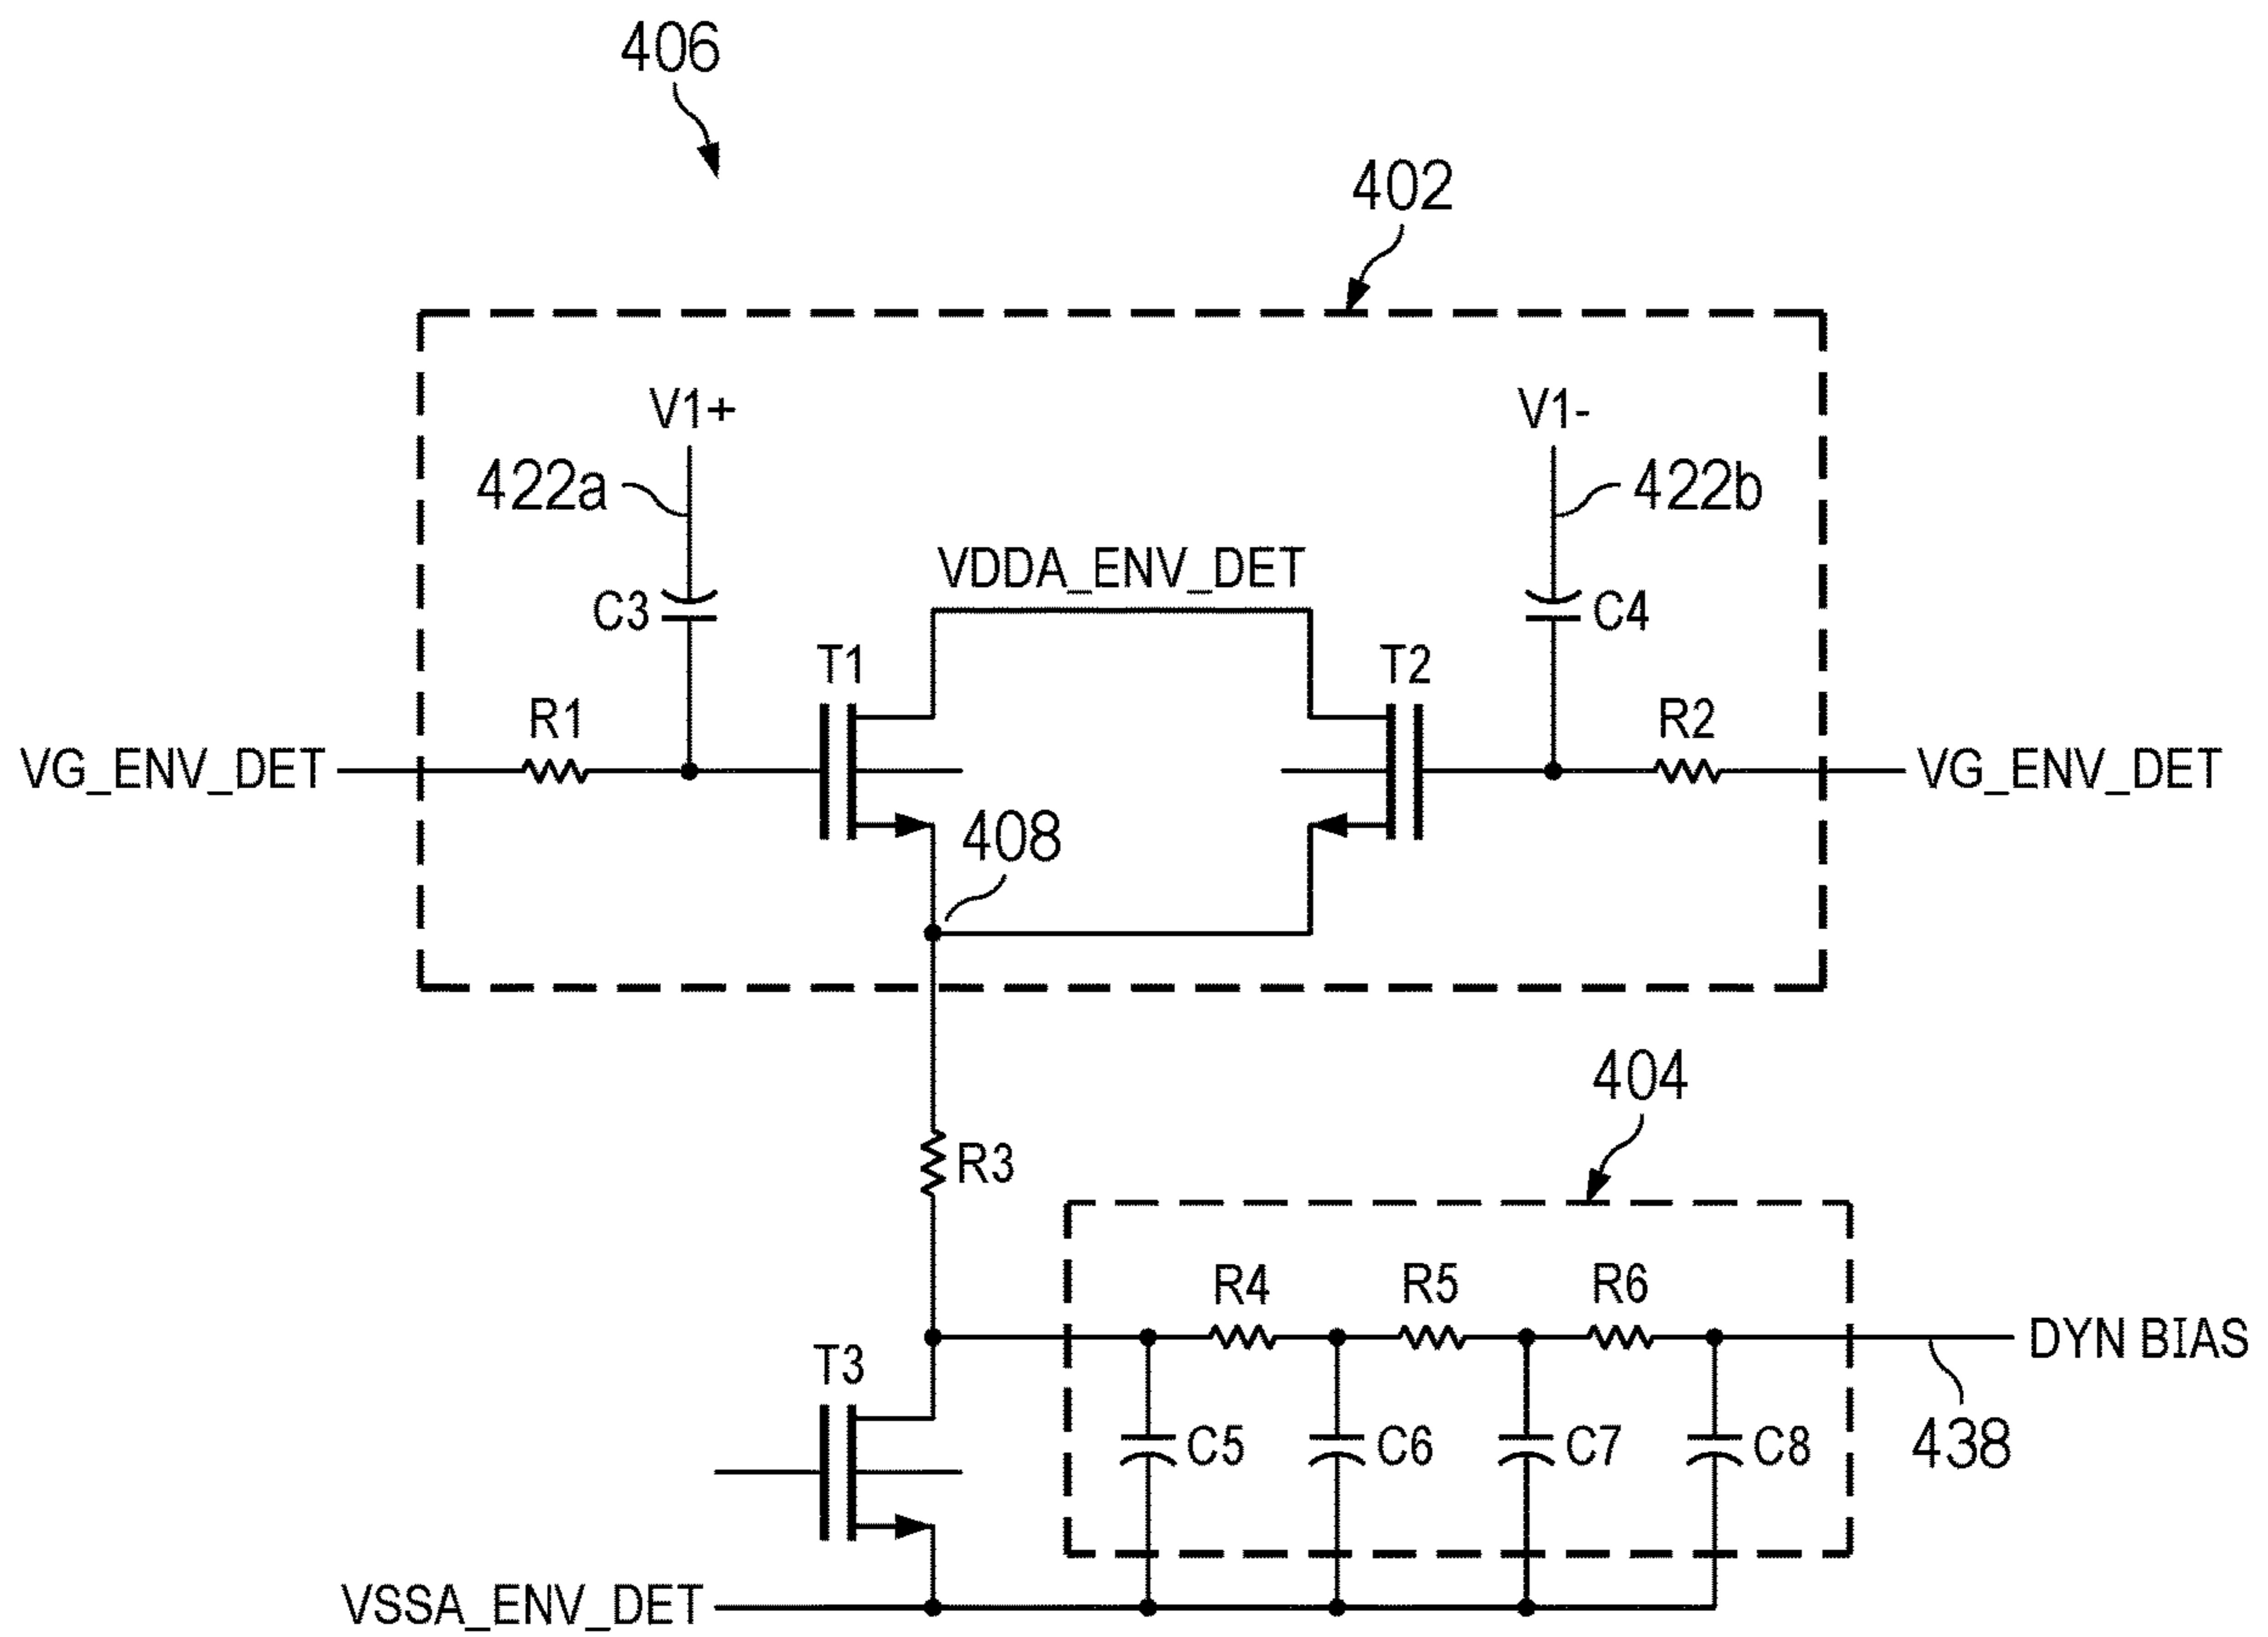 406
402
V1+
V1-
422a
422b
VDDA_ENV_DET
C3
C4
T1
T2
R1
R2
VG_ENV_DET
VG_ENV_DET
408
404
R3
R4
R5
R6
DYN BIAS
T3
C5
C6
C7
C8
438
VSSA_ENV_DET